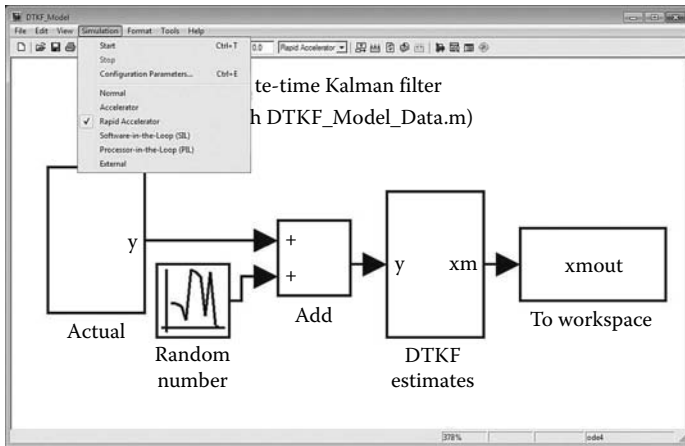 DTKF_Model
File Edit View Simulation Format Tools Help
0.0 Rapid Accelerator
Start Ctrl+T
Stop
Configuration Parameters... Ctrl+E
Normal
Accelerator
Rapid Accelerator
Software-in-the-Loop (SIL)
Processor-in-the-Loop (PIL)
External
te-time Kalman filter
h DTKF_Model_Data.m)
y
+
+
y xm
xmout
Actual
Random
number
Add
DTKF
estimates
To workspace
378% ode4